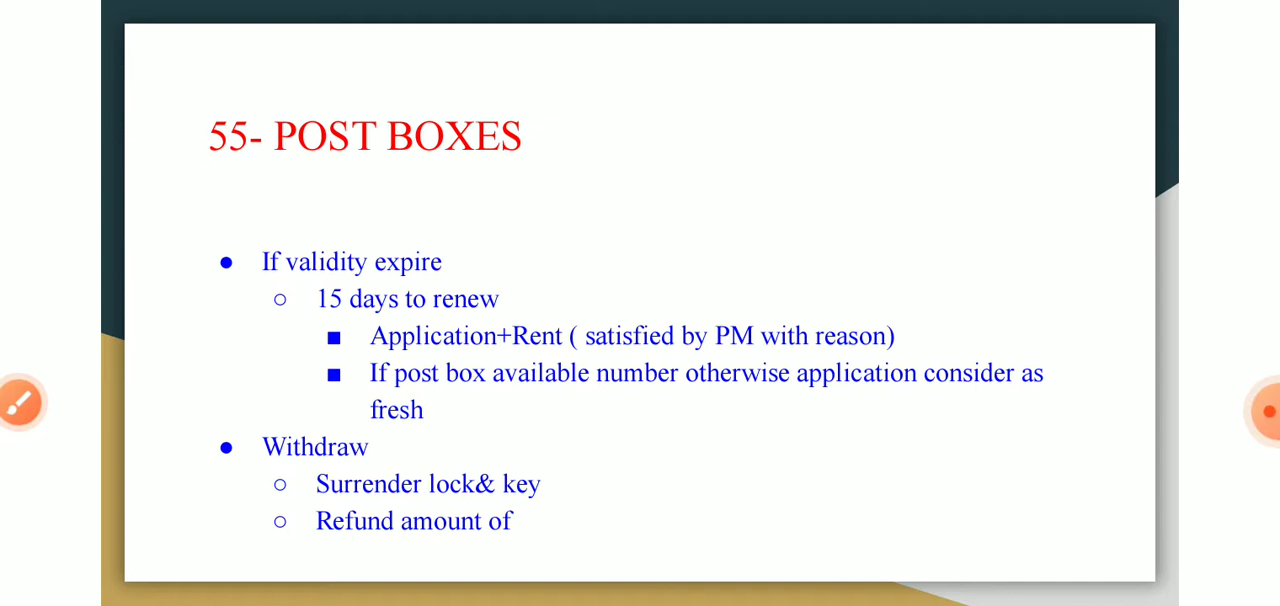 55- POST BOXES
● If validity expire
○ 15 days to renew
■ Application+Rent ( satisfied by PM with reason)
■ If post box available number otherwise application consider as
fresh
● Withdraw
○ Surrender lock& key
○ Refund amount of